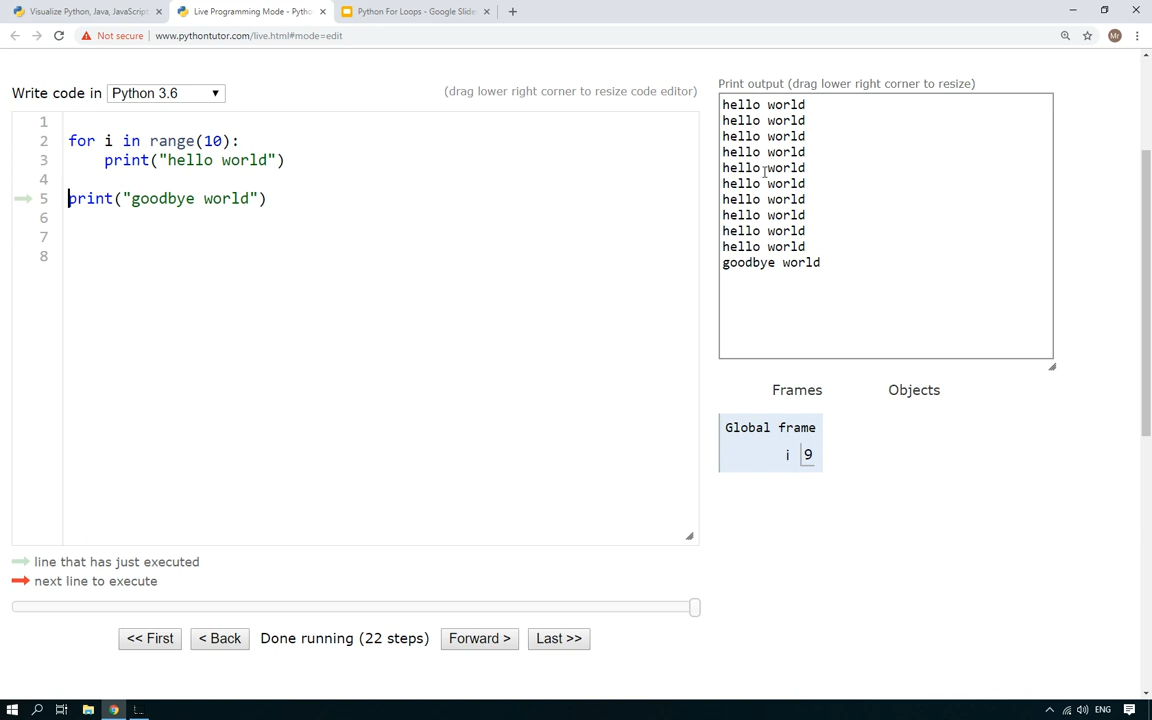 Visualize Python, Java, JavaScript
Live Programming Mode - Pytho
Python For Loops - Google Slide
Not secure
www.pythontutor.com/live.html#mode=edit
Mr
Write code in
Python 3.6
(drag lower right corner to resize code editor)
1
2 for i in range(10):
3 print("hello world")
4
5 print("goodbye world")
6
7
8
line that has just executed
next line to execute
<< First
< Back
Done running (22 steps)
Forward >
Last >>
Print output (drag lower right corner to resize)
hello world
hello world
hello world
hello world
hello world
hello world
hello world
hello world
hello world
hello world
goodbye world
Frames
Objects
Global frame
i 9
ENG